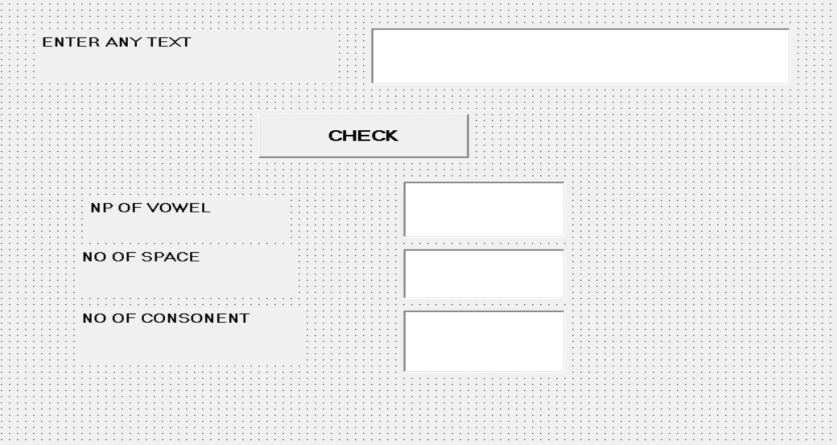 ENTER ANY TEXT
CHECK
NP OF VOWEL
NO OF SPACE
NO OF CONSONENT